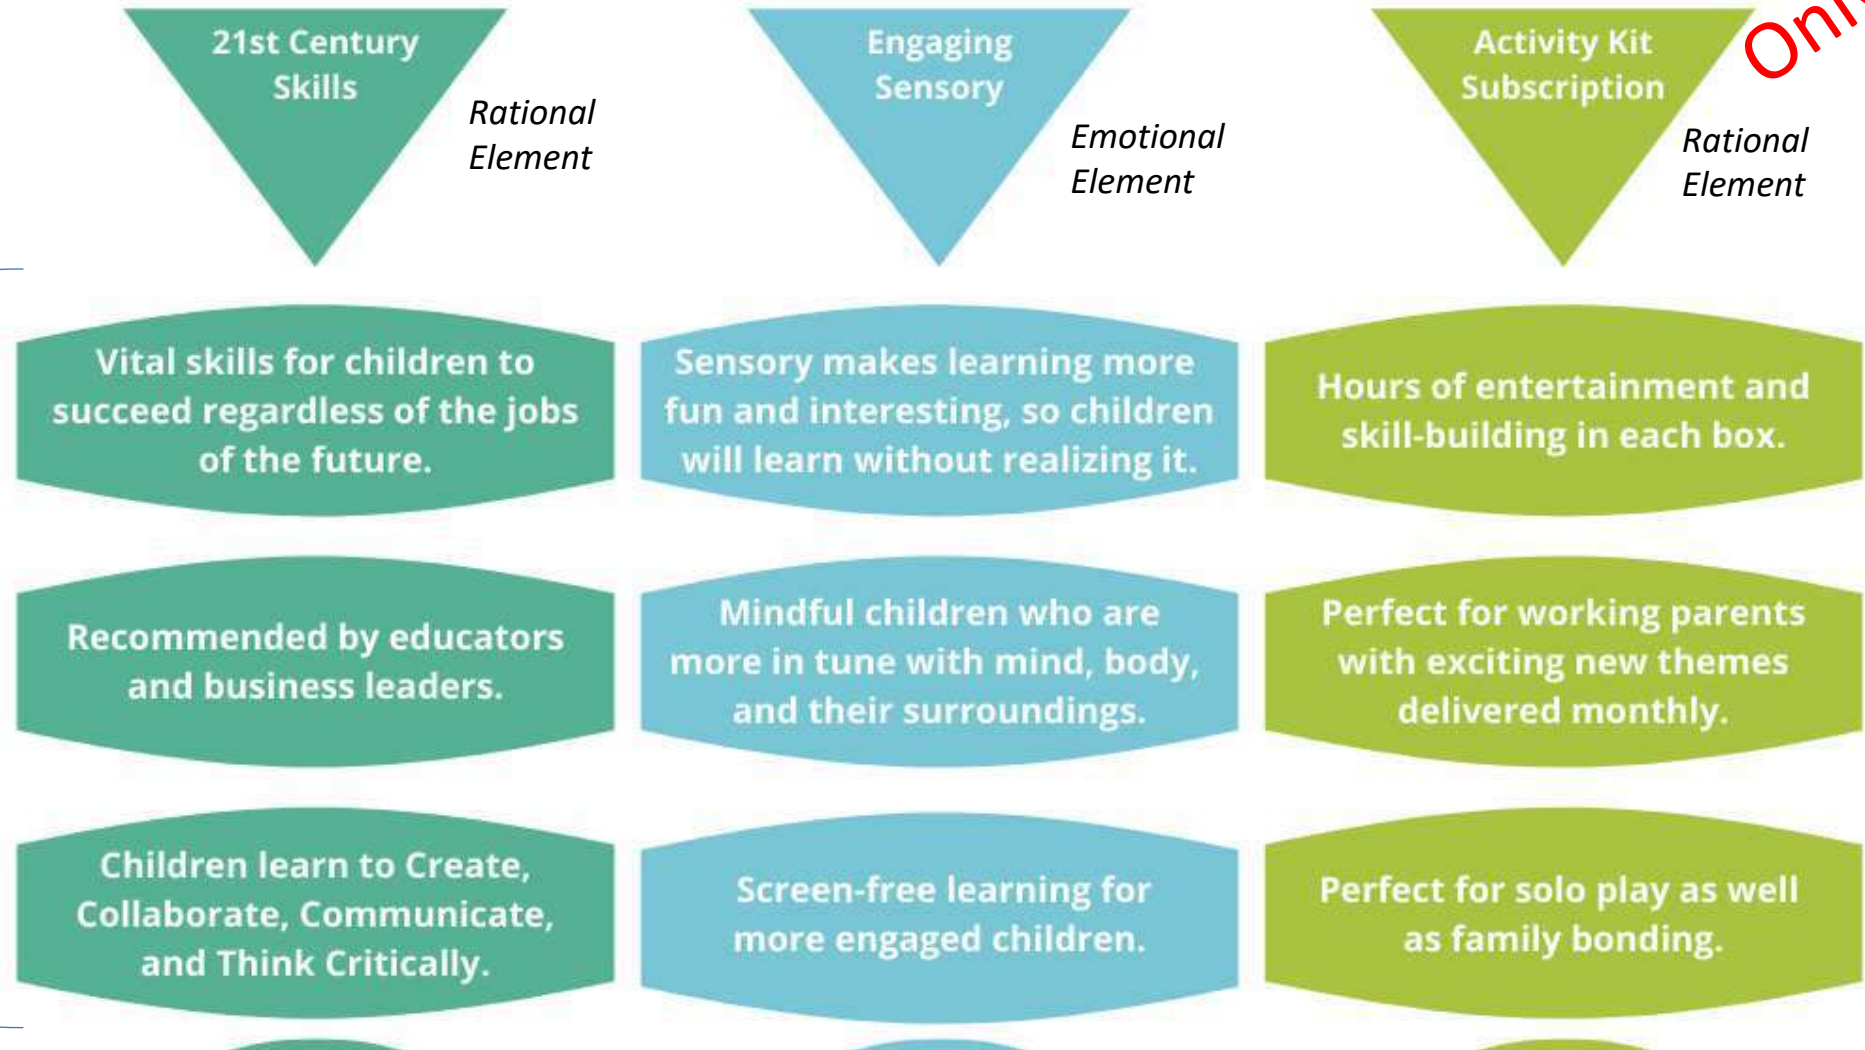 21st Century
Skills
Rational
Element
Engaging
Sensory
Emotional
Element
Activity Kit
Subscription
Rational
Element
Vital skills for children to
succeed regardless of the jobs
of the future.
Sensory makes learning more
fun and interesting, so children
will learn without realizing it.
Hours of entertainment and
skill-building in each box.
Recommended by educators
and business leaders.
Mindful children who are
more in tune with mind, body,
and their surroundings.
Perfect for working parents
with exciting new themes
delivered monthly.
Children learn to Create,
Collaborate, Communicate,
and Think Critically.
Screen-free learning for
more engaged children.
Perfect for solo play as well
as family bonding.